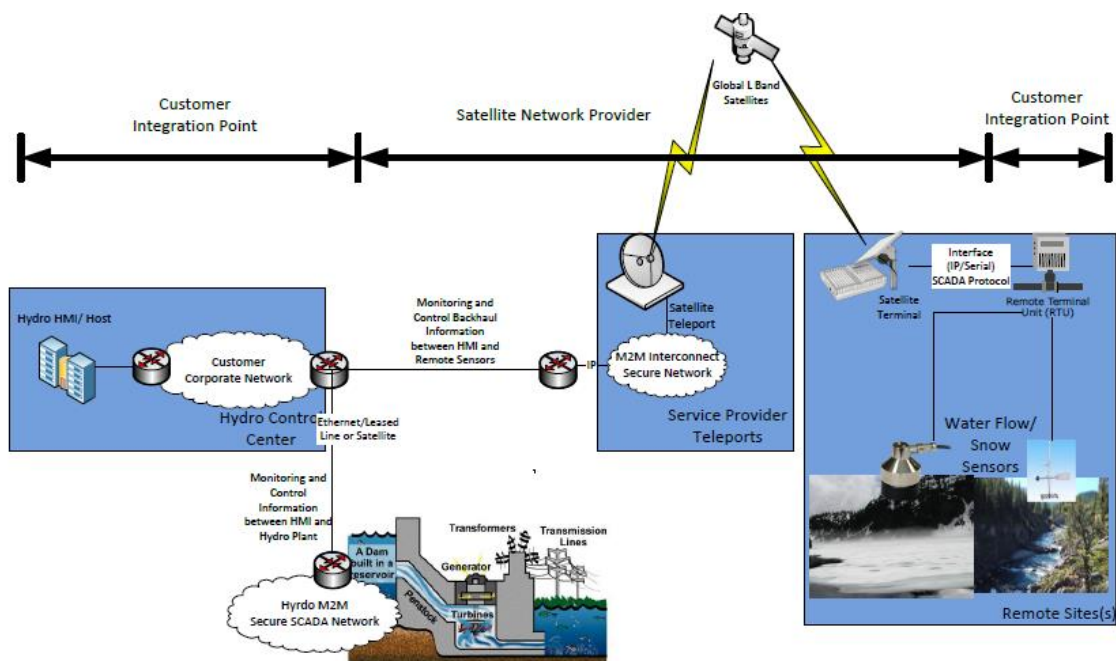 Global L Band
Satellites
Customer
Integration Point
Satellite Network Provider
Customer
Integration Point
Hydro HMI/ Host
Customer
Corporate Network
Hydro Control
Center
Ethernet/Leased
Line or Satellite
Monitoring and
Control Backhaul
Information
between HMI and
Remote Sensors
IP
Satellite
Teleport
M2M Interconnect
Secure Network
Service Provider
Teleports
Satellite
Terminal
Interface
(IP/Serial)
SCADA Protocol
Remote Terminal
Unit (RTU)
Water Flow/
Snow
Sensors
Remote Sites(s)
Monitoring and
Control
Information
between HMI and
Hydro Plant
Hyrdo M2M
Secure SCADA Network
A Dam
built in a
reservoir
Penstock
Generator
Turbines
Transformers
Transmission
Lines